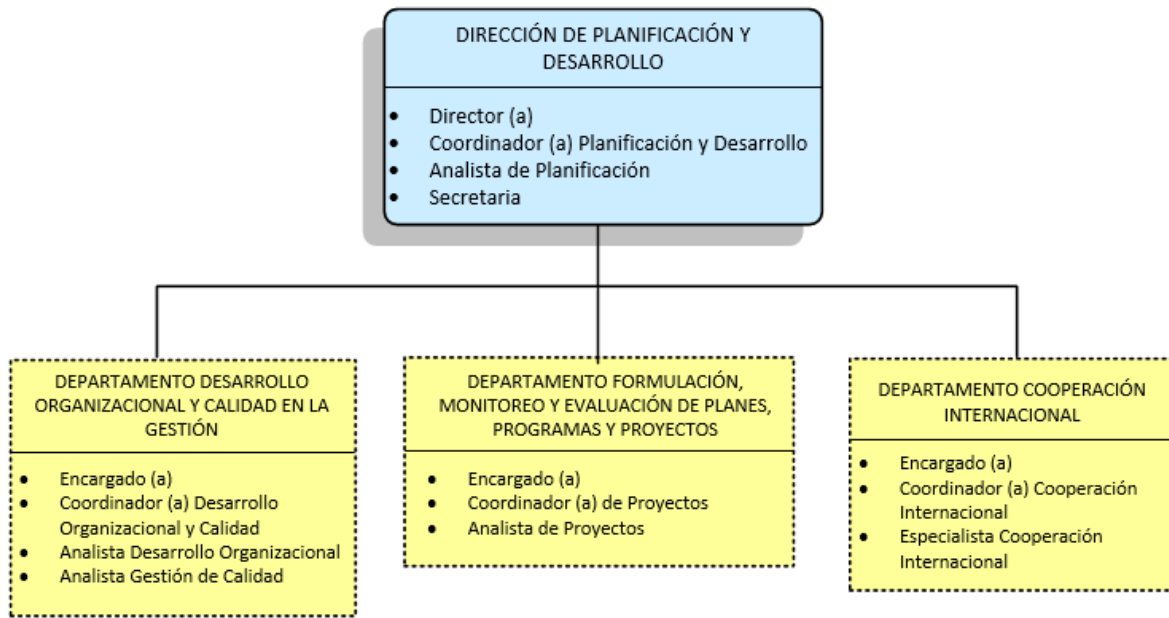 DIRECCIÓN DE PLANIFICACIÓN Y
DESARROLLO
• Director (a)
• Coordinador (a) Planificación y Desarrollo
• Analista de Planificación
• Secretaria
DEPARTAMENTO DESARROLLO
ORGANIZACIONAL Y CALIDAD EN LA
GESTIÓN
• Encargado (a)
• Coordinador (a) Desarrollo
Organizacional y Calidad
• Analista Desarrollo Organizacional
• Analista Gestión de Calidad
DEPARTAMENTO FORMULACIÓN,
MONITOREO Y EVALUACIÓN DE PLANES,
PROGRAMAS Y PROYECTOS
• Encargado (a)
• Coordinador (a) de Proyectos
• Analista de Proyectos
DEPARTAMENTO COOPERACIÓN
INTERNACIONAL
• Encargado (a)
• Coordinador (a) Cooperación
Internacional
• Especialista Cooperación
Internacional